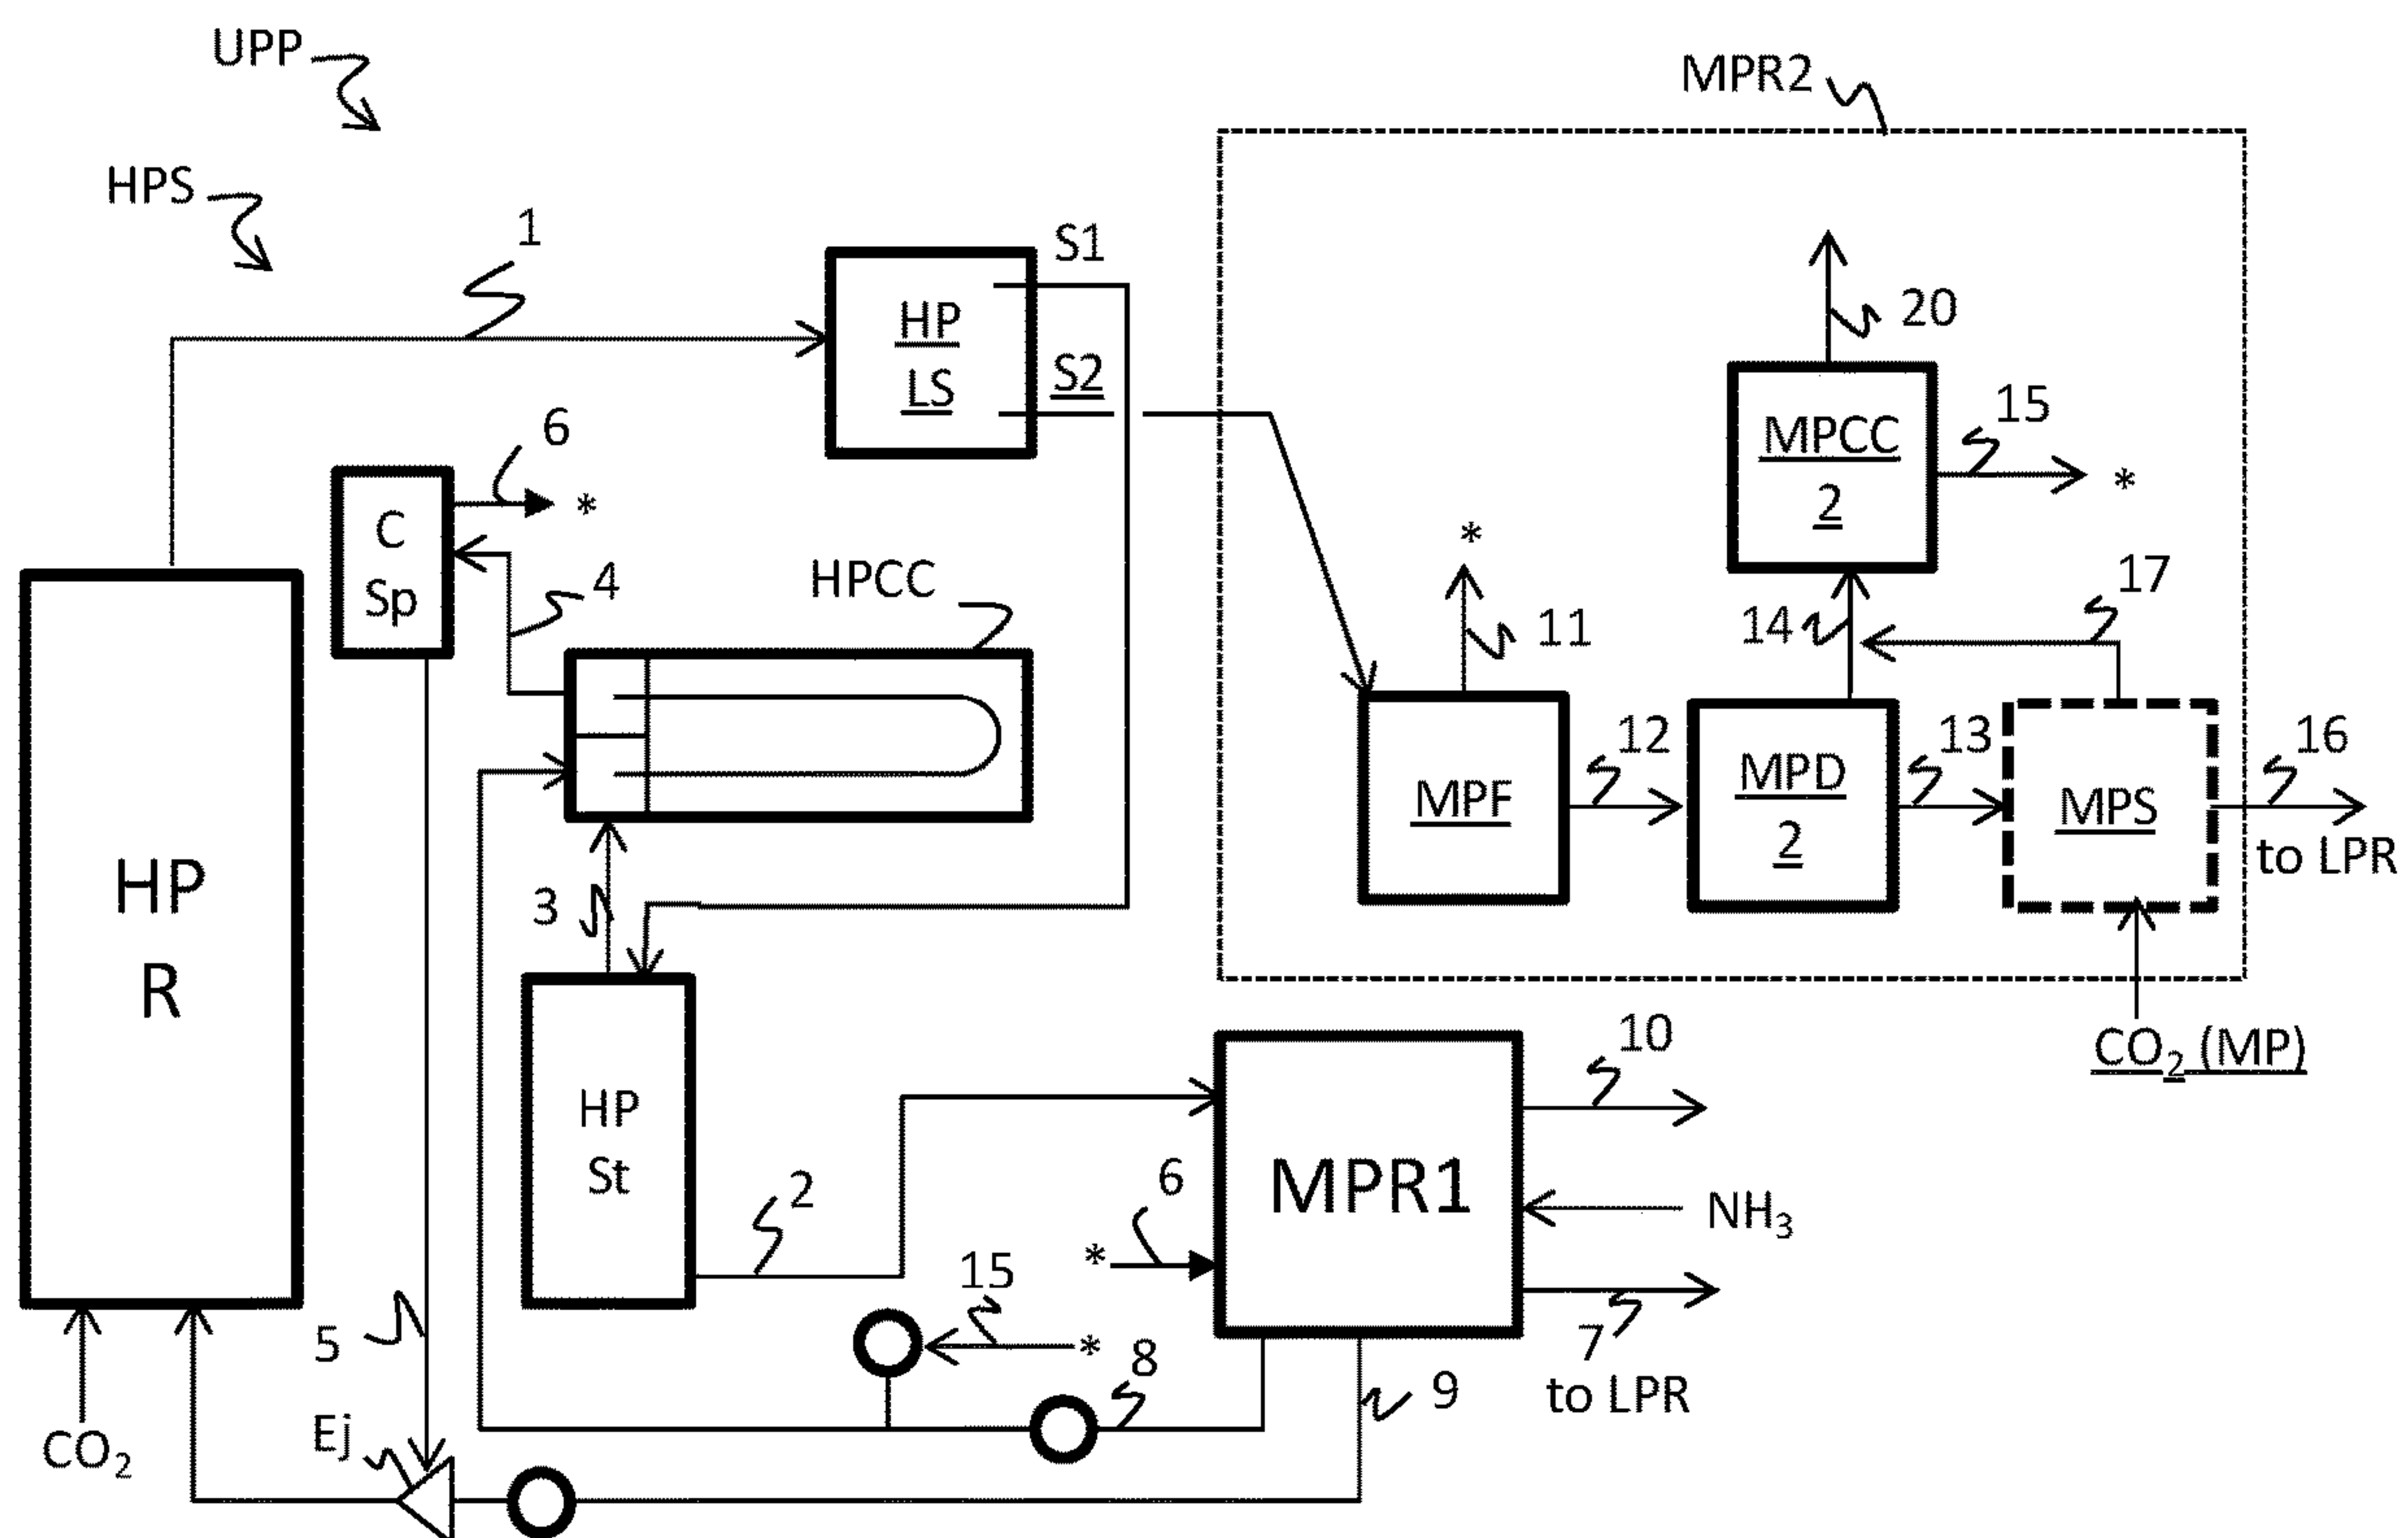 UPP
MPR2
HPS
1
S1
HP
LS
S2
20
MPCC
2
15
*
6
*
C
Sp
4
HPCC
*
11
14
17
12
13
16
MPF
MPD
2
MPS
to LPR
HP
R
3
HP
St
CO₂ (MP)
10
MPR1
2
6
*
NH₃
15
*
8
7
to LPR
9
5
Ej
CO₂